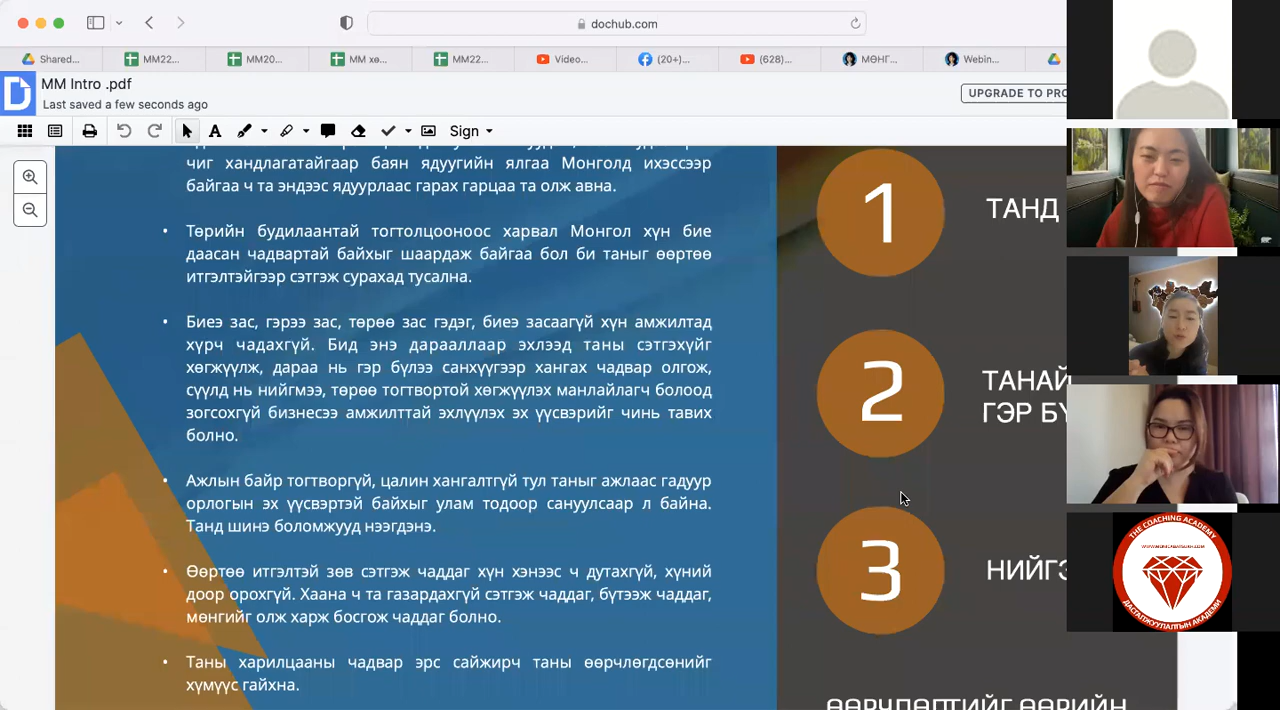 dochub.com
Shared...
MM22...
MM20...
MM хө...
MM22...
Video...
(20+)...
(628)...
МӨНГ...
Webin...
MM Intro .pdf
Last saved a few seconds ago
UPGRADE TO PRO
Sign
чиг хандлагатайгаар баян ядуугийн ялгаа Монголд ихэссээр
байгаа ч та эндээс ядуурлаас гарах гарцаа та олж авна.
• Төрийн будилаантай тогтолцооноос харвал Монгол хүн бие
даасан чадвартай байхыг шаардаж байгаа бол би таныг өөртөө
итгэлтэйгээр сэтгэж сурахад тусална.
• Биеэ зас, гэрээ зас, төрөө зас гэдэг, биеэ засаагүй хүн амжилтад
хүрч чадахгүй. Бид энэ дарааллаар эхлээд таны сэтгэхүйг
хөгжүүлж, дараа нь гэр бүлээ санхүүгээр хангах чадвар олгож,
сүүлд нь нийгмээ, төрөө тогтвортой хөгжүүлэх манлайлагч болоод
зогсохгүй бизнесээ амжилттай эхлүүлэх эх үүсвэрийг чинь тавих
болно.
• Ажлын байр тогтворгүй, цалин хангалтгүй тул таныг ажлаас гадуур
орлогын эх үүсвэртэй байхыг улам тодоор сануулсаар л байна.
Танд шинэ боломжууд нээгдэнэ.
• Өөртөө итгэлтэй зөв сэтгэж чаддаг хүн хэнээс ч дутахгүй, хүний
доор орохгүй. Хаана ч та газардахгүй сэтгэж чаддаг, бүтээж чаддаг,
мөнгийг олж харж босгож чаддаг болно.
• Таны харилцааны чадвар эрс сайжирч таны өөрчлөгдсөнийг
хүмүүс гайхна.
1
ТАНД
2
ТАНАЙ
ГЭР БҮ
3
НИЙГЭ
ӨӨРЧЛӨЛТИЙГ ӨӨРИЙН
THE COACHING ACADEMY
ДАСГАЛЖУУЛАЛТЫН АКАДЕМИ